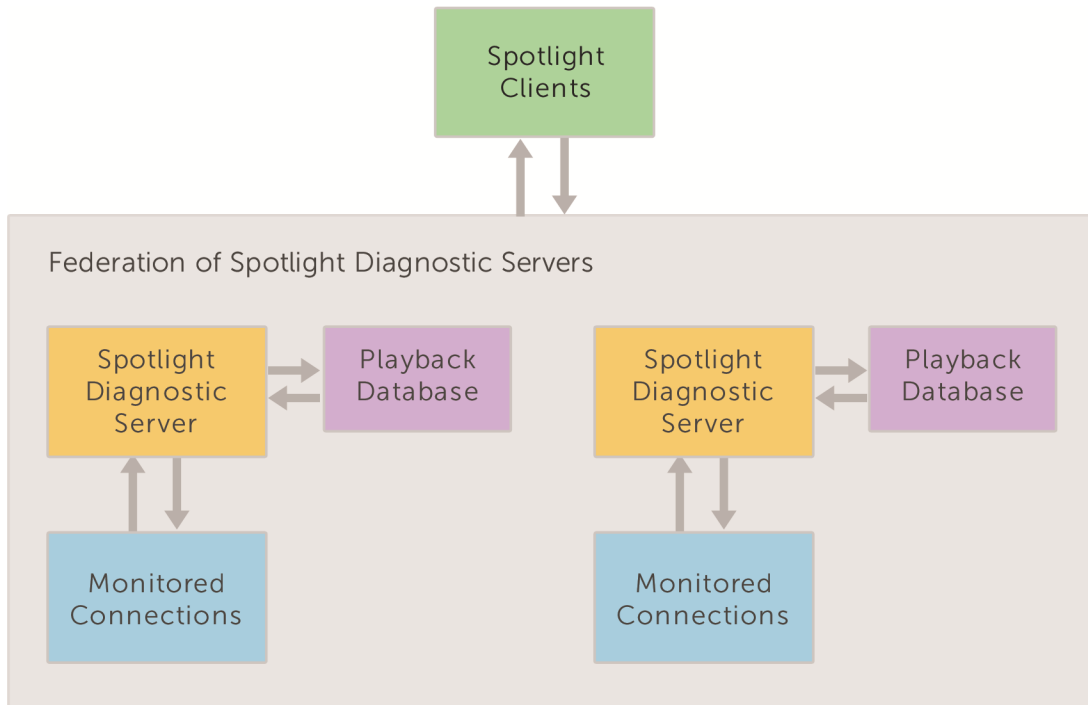 Spotlight
Clients
Federation of Spotlight Diagnostic Servers
Spotlight
Diagnostic
Server
Playback
Database
Spotlight
Diagnostic
Server
Playback
Database
Monitored
Connections
Monitored
Connections